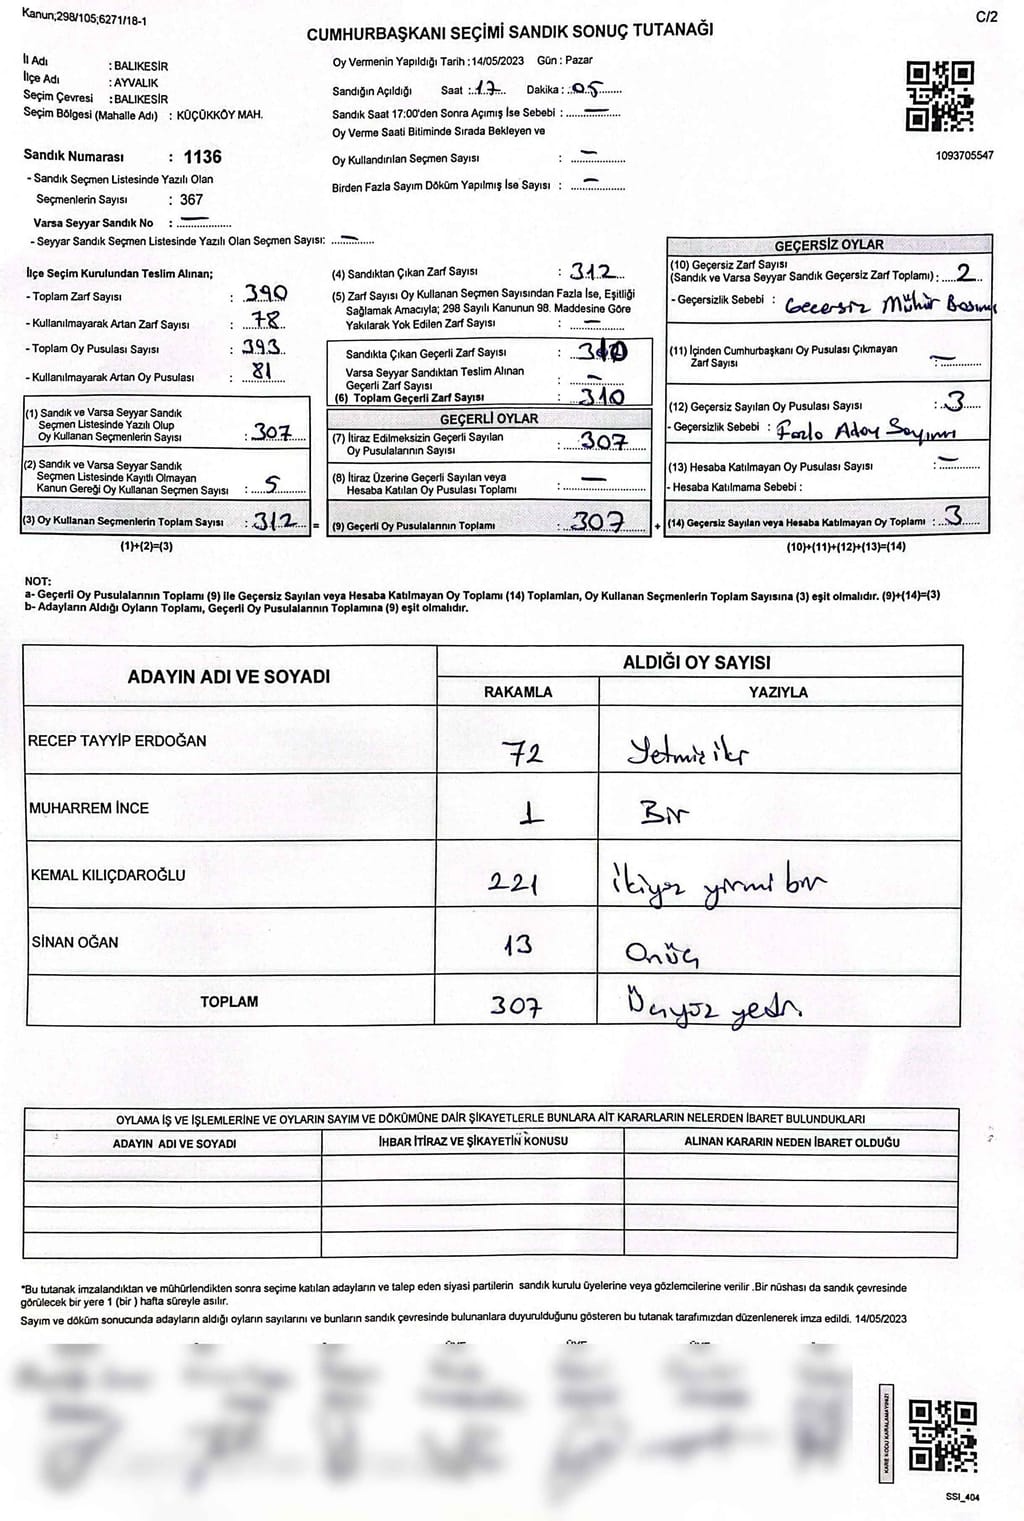 Kanun;298/105;6271/18-1
C/2
CUMHURBAŞKANI SEÇİMİ SANDIK SONUÇ TUTANAĞI
İl Adı : BALIKESİR
İlçe Adı : AYVALIK
Seçim Çevresi : BALIKESİR
Seçim Bölgesi (Mahalle Adı) : KÜÇÜKKÖY MAH.
Sandık Numarası : 1136
- Sandık Seçmen Listesinde Yazılı Olan
Seçmenlerin Sayısı : 367
Varsa Seyyar Sandık No : —
- Seyyar Sandık Seçmen Listesinde Yazılı Olan Seçmen Sayısı: —
Oy Vermenin Yapıldığı Tarih :14/05/2023 Gün : Pazar
Sandığın Açıldığı Saat : 17 Dakika : 05
Sandık Saat 17:00'den Sonra Açımış İse Sebebi : —
Oy Verme Saati Bitiminde Sırada Bekleyen ve
Oy Kullandırılan Seçmen Sayısı : —
Birden Fazla Sayım Döküm Yapılmış İse Sayısı : —
1093705547
İlçe Seçim Kurulundan Teslim Alınan;
- Toplam Zarf Sayısı : 390
- Kullanılmayarak Artan Zarf Sayısı : 78
- Toplam Oy Pusulası Sayısı : 393
- Kullanılmayarak Artan Oy Pusulası : 81
(1) Sandık ve Varsa Seyyar Sandık
Seçmen Listesinde Yazılı Olup
Oy Kullanan Seçmenlerin Sayısı : 307
(2) Sandık ve Varsa Seyyar Sandık
Seçmen Listesinde Kayıtlı Olmayan
Kanun Gereği Oy Kullanan Seçmen Sayısı : 5
(3) Oy Kullanan Seçmenlerin Toplam Sayısı : 312 =
(1)+(2)=(3)
(4) Sandıktan Çıkan Zarf Sayısı : 312
(5) Zarf Sayısı Oy Kullanan Seçmen Sayısından Fazla İse, Eşitliği
Sağlamak Amacıyla; 298 Sayılı Kanunun 98. Maddesine Göre
Yakılarak Yok Edilen Zarf Sayısı : —
Sandıkta Çıkan Geçerli Zarf Sayısı : 310
Varsa Seyyar Sandıktan Teslim Alınan
Geçerli Zarf Sayısı : —
(6) Toplam Geçerli Zarf Sayısı : 310
GEÇERLİ OYLAR
(7) İtiraz Edilmeksizin Geçerli Sayılan
Oy Pusulalarının Sayısı : 307
(8) İtiraz Üzerine Geçerli Sayılan veya
Hesaba Katılan Oy Pusulası Toplamı : —
(9) Geçerli Oy Pusulalannın Toplamı : 307 +
GEÇERSİZ OYLAR
(10) Geçersiz Zarf Sayısı
(Sandık ve Varsa Seyyar Sandık Geçersiz Zarf Toplamı) : 2
- Geçersizlik Sebebi : Gecersiz Mühür Basımı
(11) İçinden Cumhurbaşkanı Oy Pusulası Çıkmayan
Zarf Sayısı : —
(12) Geçersiz Sayılan Oy Pusulası Sayısı : 3
- Geçersizlik Sebebi : Fazla Aday Seçimi
(13) Hesaba Katılmayan Oy Pusulası Sayısı : —
- Hesaba Katılmama Sebebi :
(14) Geçersiz Sayılan veya Hesaba Katılmayan Oy Toplamı : 3
(10)+(11)+(12)+(13)=(14)
NOT:
a- Geçerli Oy Pusulalannın Toplamı (9) ile Geçersiz Sayılan veya Hesaba Katılmayan Oy Toplamı (14) Toplamları, Oy Kullanan Seçmenlerin Toplam Sayısına (3) eşit olmalıdır. (9)+(14)=(3)
b- Adayların Aldığı Oyların Toplamı, Geçerli Oy Pusulalannın Toplamına (9) eşit olmalıdır.
ADAYIN ADI VE SOYADI
ALDIĞI OY SAYISI
RAKAMLA YAZIYLA
RECEP TAYYİP ERDOĞAN 72 Yetmiş iki
MUHARREM İNCE 1 Bir
KEMAL KILIÇDAROĞLU 221 İkiyüz yirmi bir
SİNAN OĞAN 13 Onüç
TOPLAM 307 Üçyüz yedi
OYLAMA İŞ VE İŞLEMLERİNE VE OYLARIN SAYIM VE DÖKÜMÜNE DAİR ŞİKAYETLERLE BUNLARA AİT KARARLARIN NELERDEN İBARET BULUNDUKLARI
ADAYIN ADI VE SOYADI İHBAR İTİRAZ VE ŞİKAYETİN KONUSU ALINAN KARARIN NEDEN İBARET OLDUĞU
*Bu tutanak imzalandıktan ve mühürlendikten sonra seçime katılan adayların ve talep eden siyasi partilerin sandık kurulu üyelerine veya gözlemcilerine verilir .Bir nüshası da sandık çevresinde
görülecek bir yere 1 (bir ) hafta süreyle asılır.
Sayım ve döküm sonucunda adayların aldığı oyların sayılarını ve bunların sandık çevresinde bulunanlara duyurulduğunu gösteren bu tutanak tarafımızdan düzenlenerek imza edildi. 14/05/2023
KARE KODU KARALAMAYINIZ!
SSI_404